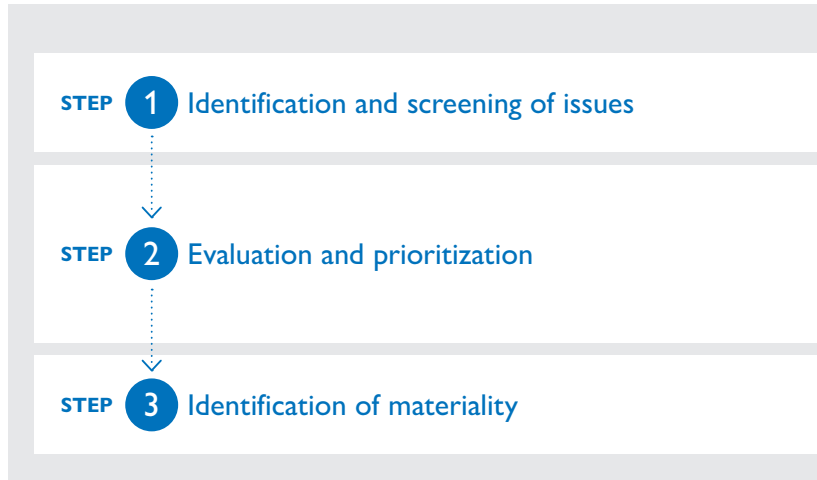 STEP 1 Identification and screening of issues
STEP 2 Evaluation and prioritization
STEP 3 Identification of materiality